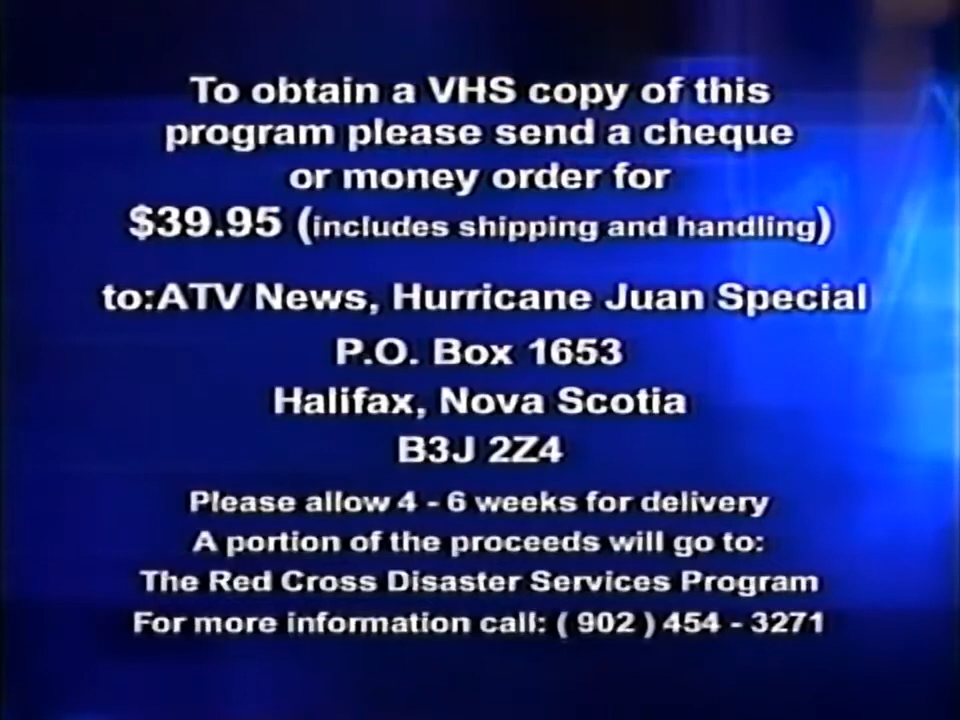 To obtain a VHS copy of this
program please send a cheque
or money order for
$39.95 (includes shipping and handling)
to:ATV News, Hurricane Juan Special
P.O. Box 1653
Halifax, Nova Scotia
B3J 2Z4
Please allow 4 - 6 weeks for delivery
A portion of the proceeds will go to:
The Red Cross Disaster Services Program
For more information call: ( 902 ) 454 - 3271